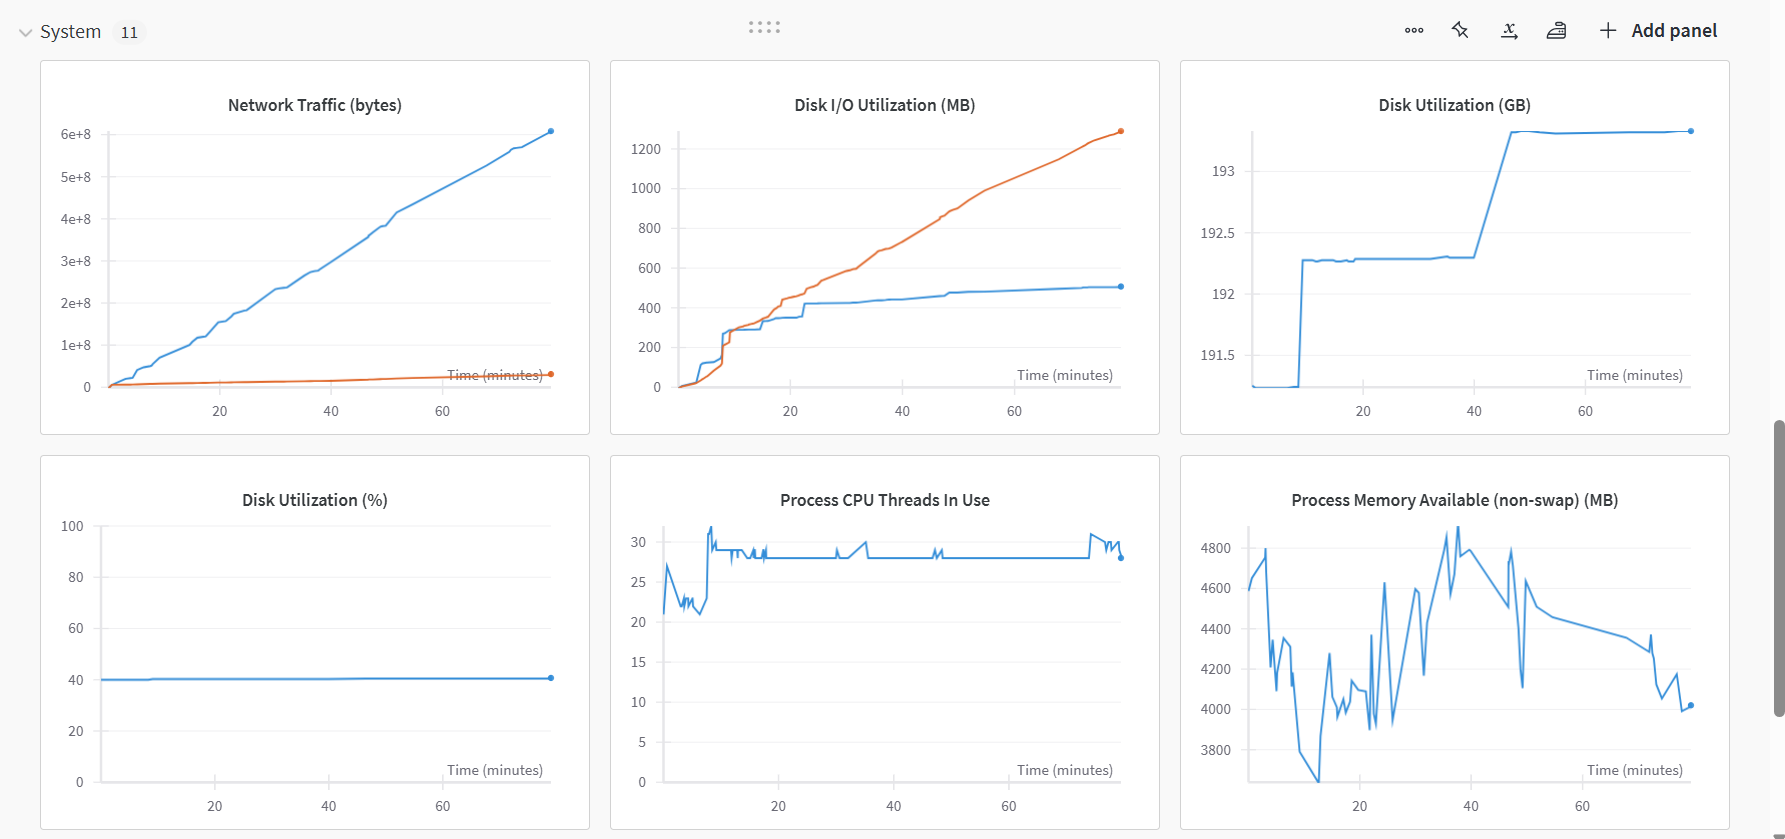 System 11
Add panel
Network Traffic (bytes)
6e+8
5e+8
4e+8
3e+8
2e+8
1e+8
0
Time (minutes)
20 40 60
Disk I/O Utilization (MB)
1200
1000
800
600
400
200
0
Time (minutes)
20 40 60
Disk Utilization (GB)
193
192.5
192
191.5
Time (minutes)
20 40 60
Disk Utilization (%)
100
80
60
40
20
0
Time (minutes)
20 40 60
Process CPU Threads In Use
30
25
20
15
10
5
0
Time (minutes)
20 40 60
Process Memory Available (non-swap) (MB)
4800
4600
4400
4200
4000
3800
Time (minutes)
20 40 60